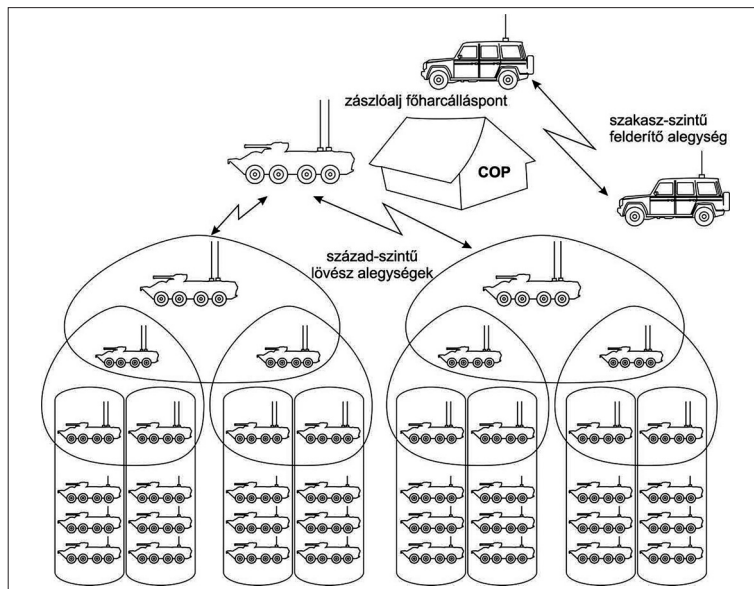 zászlóalj főharcálláspont
szakasz-szintű
felderítő alegység
COP
század-szintű
lövész alegységek